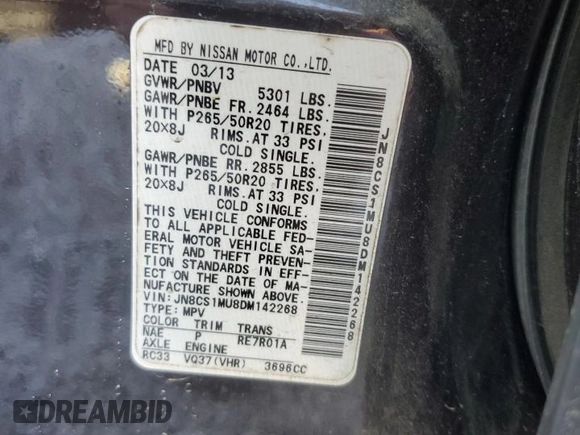 MFD BY NISSAN MOTOR CO.,LTD.
DATE 03/13
GVWR/PNBV 5301 LBS.
GAWR/PNBE FR. 2464 LBS.
WITH P265/50R20 TIRES,
20X8J RIMS.AT 33 PSI
COLD SINGLE.
GAWR/PNBE RR. 2855 LBS.
WITH P265/50R20 TIRES,
20X8J RIMS.AT 33 PSI
COLD SINGLE.
THIS VEHICLE CONFORMS
TO ALL APPLICABLE FED-
ERAL MOTOR VEHICLE SA-
FETY AND THEFT PREVEN-
TION STANDARDS IN EFF-
ECT ON THE DATE OF MA-
NUFACTURE SHOWN ABOVE.
VIN: JN8CS1MU8DM142268
TYPE: MPV
COLOR TRIM TRANS
NAE P RE7R01A
AXLE ENGINE
RC33 VQ37(VHR) 3696CC
JN8CS1MU8DM142268
DREAMBID